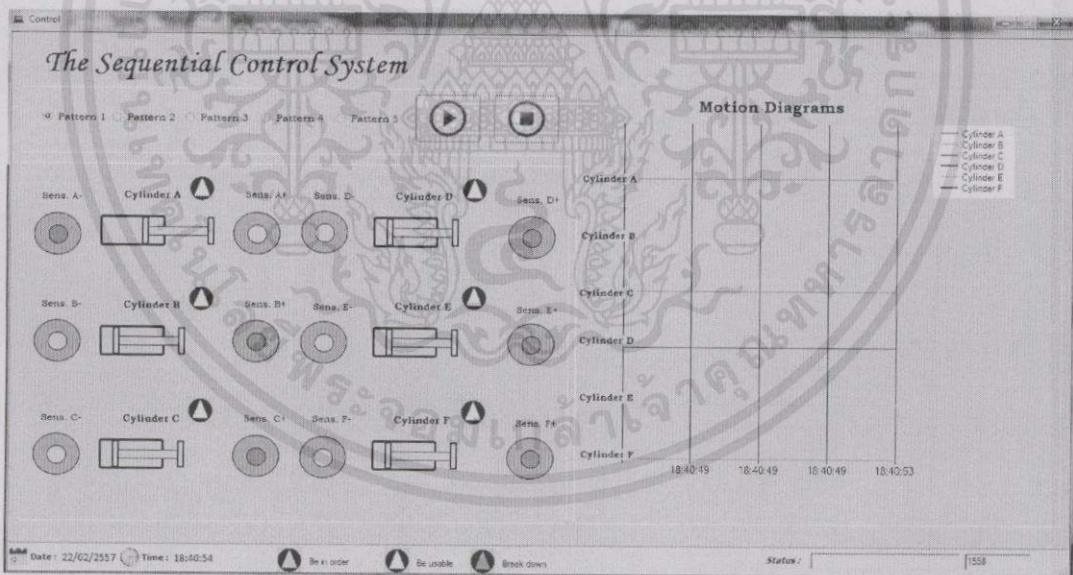 Control
The Sequential Control System
Pattern 1 Pattern 2 Pattern 3 Pattern 4 Pattern 5
Motion Diagrams
Cylinder A
Cylinder B
Cylinder C
Cylinder D
Cylinder E
Cylinder F
Sens. A-
Cylinder A
Sens. A+
Sens. D-
Cylinder D
Sens. D+
Sens. B-
Cylinder B
Sens. B+
Sens. E-
Cylinder E
Sens. E+
Sens. C-
Cylinder C
Sens. C+
Sens. F-
Cylinder F
Sens. F+
Cylinder A
Cylinder B
Cylinder C
Cylinder D
Cylinder E
Cylinder F
18:40:49 18:40:49 18:40:49 18:40:53
Date : 22/02/2557 Time : 18:40:54
Be in order
Be usable
Break down
Status :
1558